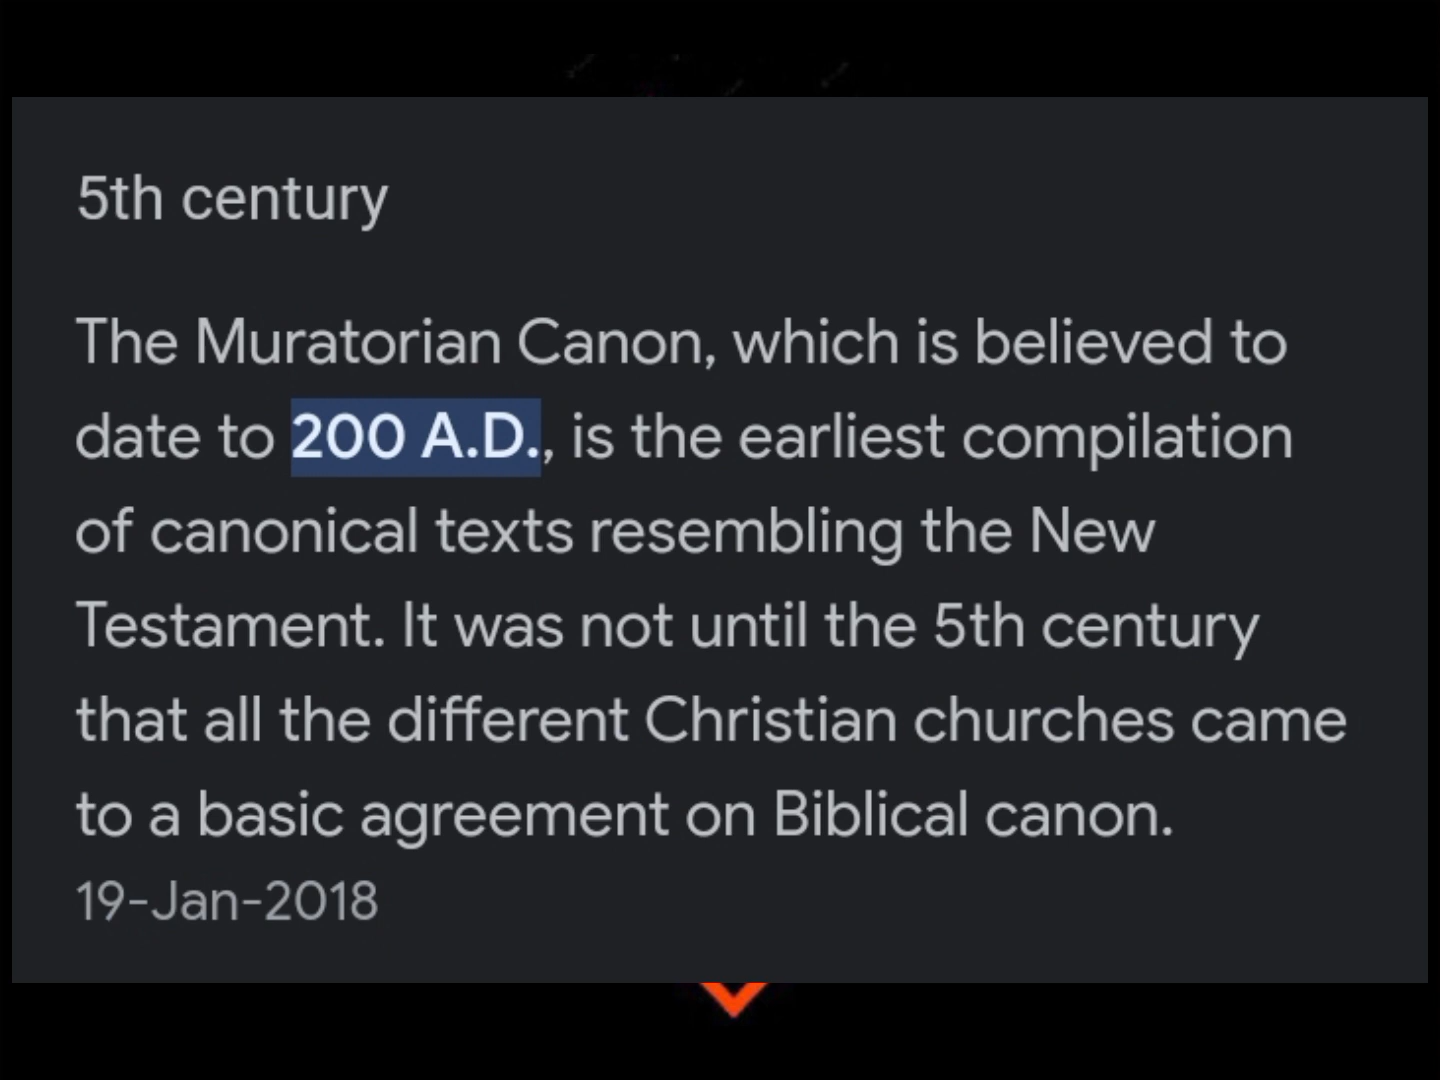 5th century
The Muratorian Canon, which is believed to
date to 200 A.D., is the earliest compilation
of canonical texts resembling the New
Testament. It was not until the 5th century
that all the different Christian churches came
to a basic agreement on Biblical canon.
19-Jan-2018